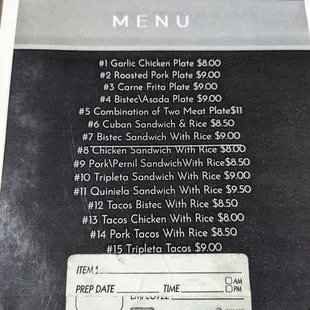 MENU
#1 Garlic Chicken Plate $8.00
#2 Roasted Pork Plate $9.00
#3 Carne Frita Plate $9.00
#4 Bistec\Asada Plate $9.00
#5 Combination of Two Meat Plate$11
#6 Cuban Sandwich & Rice $8.50
#7 Bistec Sandwich With Rice $9.00
#8 Chicken Sandwich With Rice $8.00
#9 Pork\Pernil SandwichWith Rice$8.50
#10 Tripleta Sandwich With Rice $9.00
#11 Quiniela Sandwich With Rice $9.50
#12 Tacos Bistec With Rice $8.50
#13 Tacos Chicken With Rice $8.00
#14 Pork Tacos With Rice $8.50
#15 Tripleta Tacos $9.00
ITEM
AM
PREP DATE TIME PM
EMPLOYEE